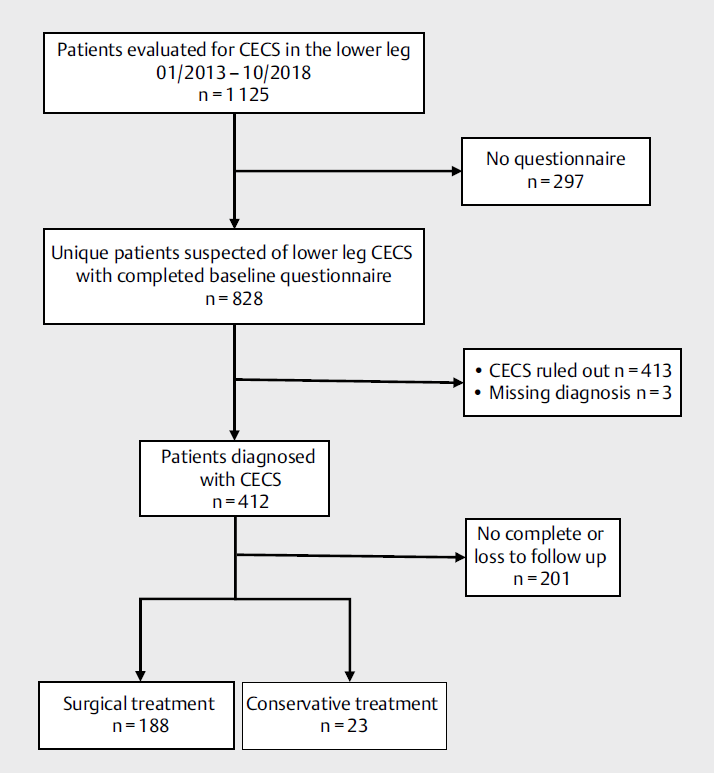 Patients evaluated for CECS in the lower leg
01/2013 – 10/2018
n = 1125
No questionnaire
n = 297
Unique patients suspected of lower leg CECS
with completed baseline questionnaire
n = 828
• CECS ruled out n = 413
• Missing diagnosis n = 3
Patients diagnosed
with CECS
n = 412
No complete or
loss to follow up
n = 201
Surgical treatment
n = 188
Conservative treatment
n = 23